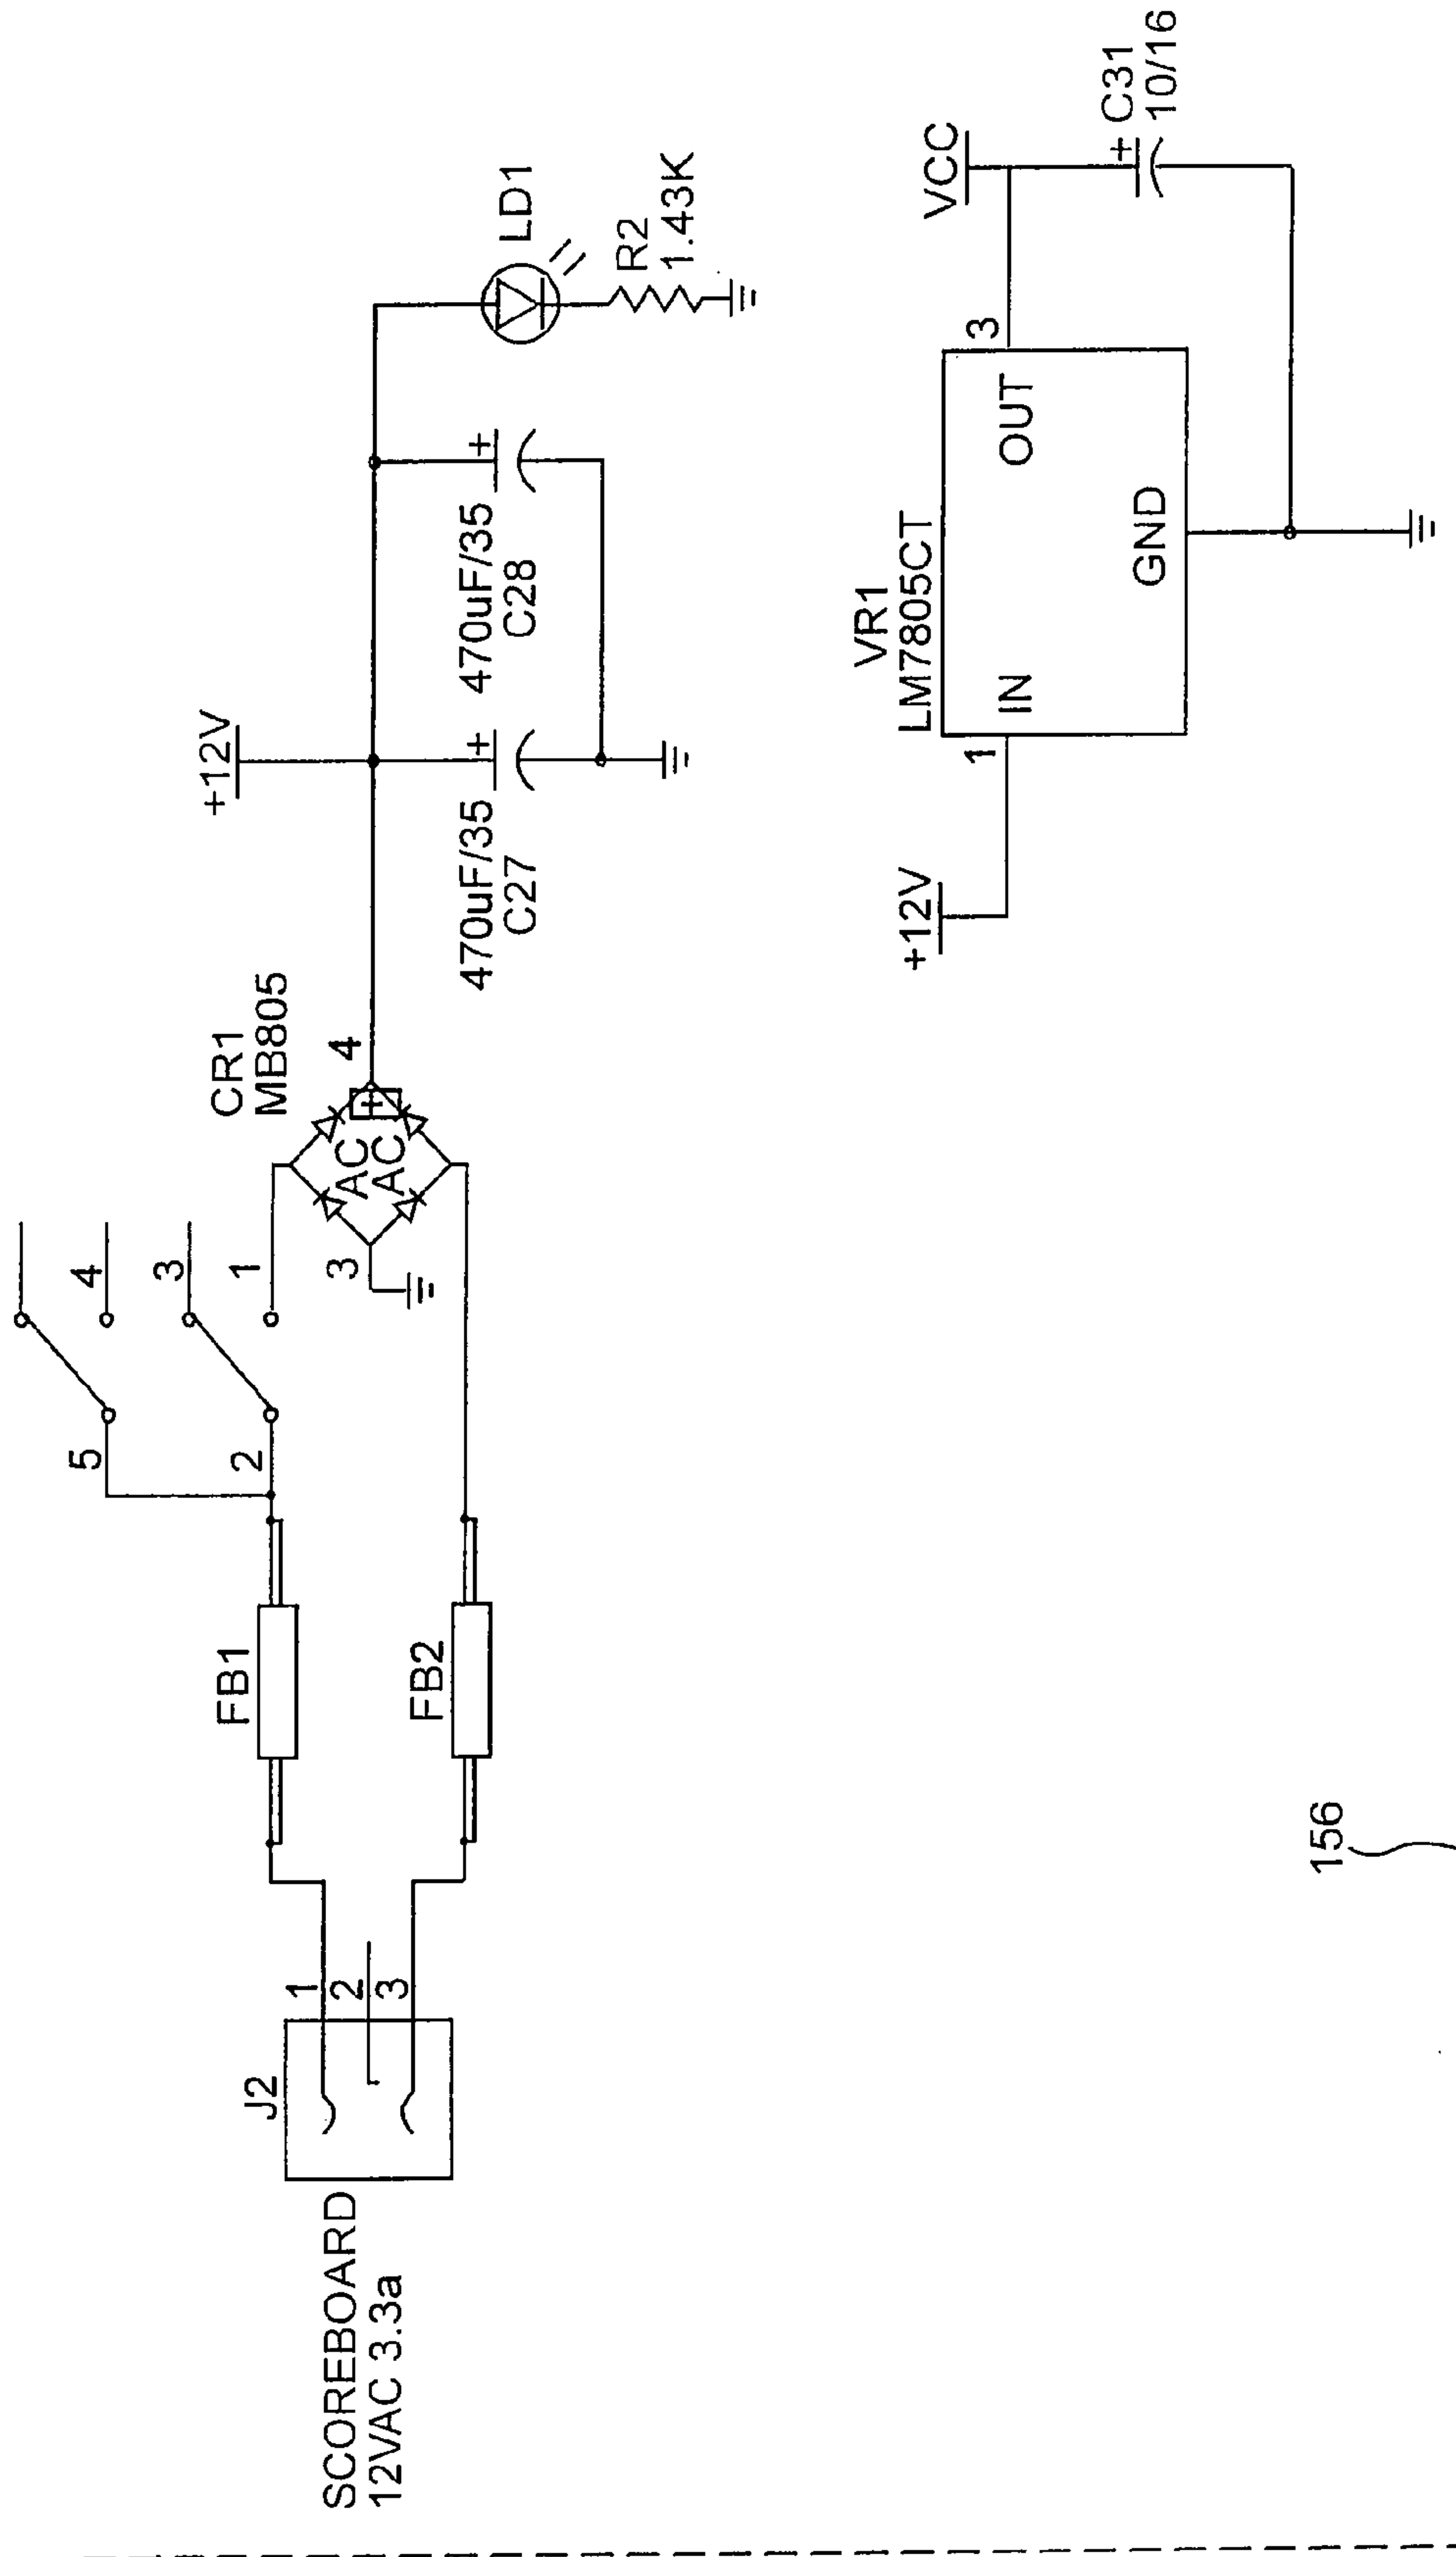 SCOREBOARD
12VAC 3.3a
J2
1
2
3
FB1
FB2
5
2
4
3
1
CR1
MB805
AC
AC
+
3
4
+12V
470uF/35
C27
+
470uF/35
C28
+
LD1
R2
1.43K
+12V
1
VR1
LM7805CT
IN
OUT
GND
3
VCC
+
C31
10/16
156